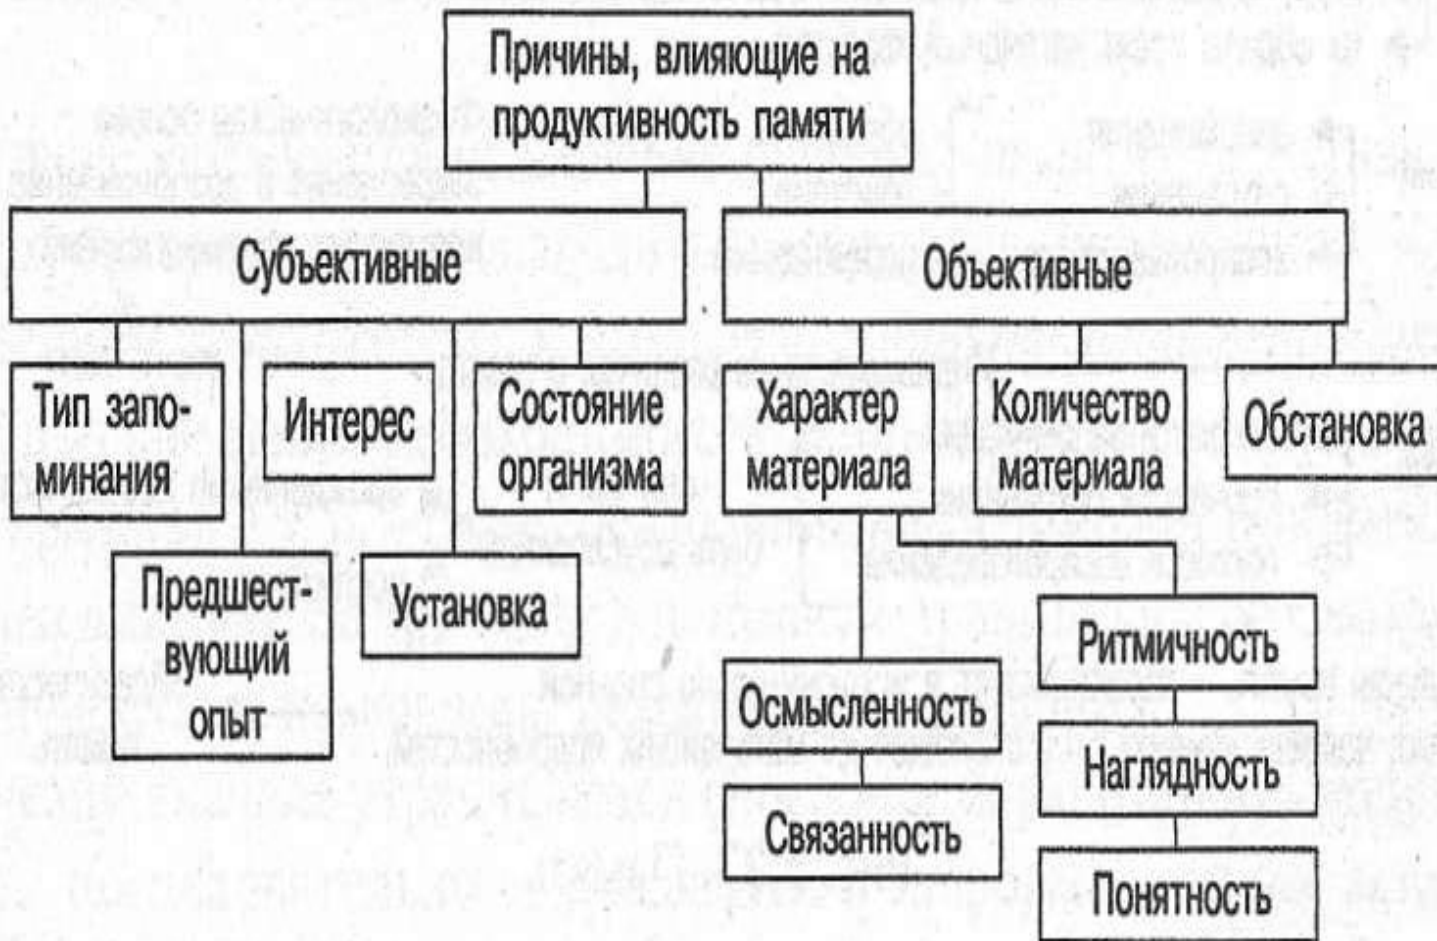 Причины, влияющие на
продуктивность памяти
Субъективные
Объективные
Тип запо-
минания
Интерес
Состояние
организма
Характер
материала
Количество
материала
Обстановка
Предшест-
вующий
опыт
Установка
Осмысленность
Связанность
Ритмичность
Наглядность
Понятность